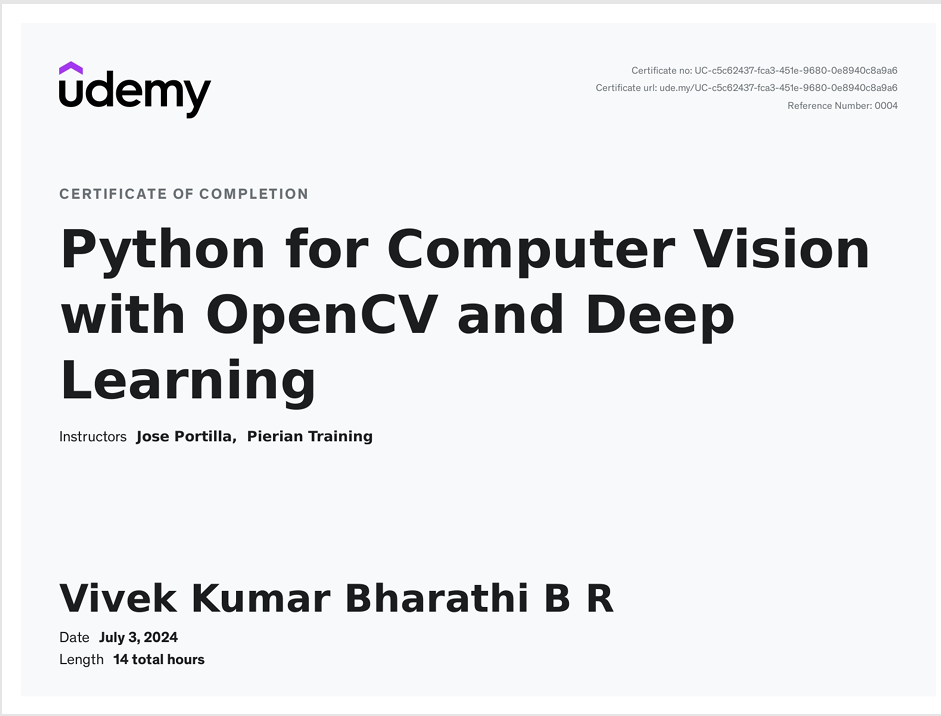 udemy
Certificate no: UC-c5c62437-fca3-451e-9680-0e8940c8a9a6
Certificate url: ude.my/UC-c5c62437-fca3-451e-9680-0e8940c8a9a6
Reference Number: 0004
CERTIFICATE OF COMPLETION
Python for Computer Vision
with OpenCV and Deep
Learning
Instructors Jose Portilla, Pierian Training
Vivek Kumar Bharathi B R
Date July 3, 2024
Length 14 total hours